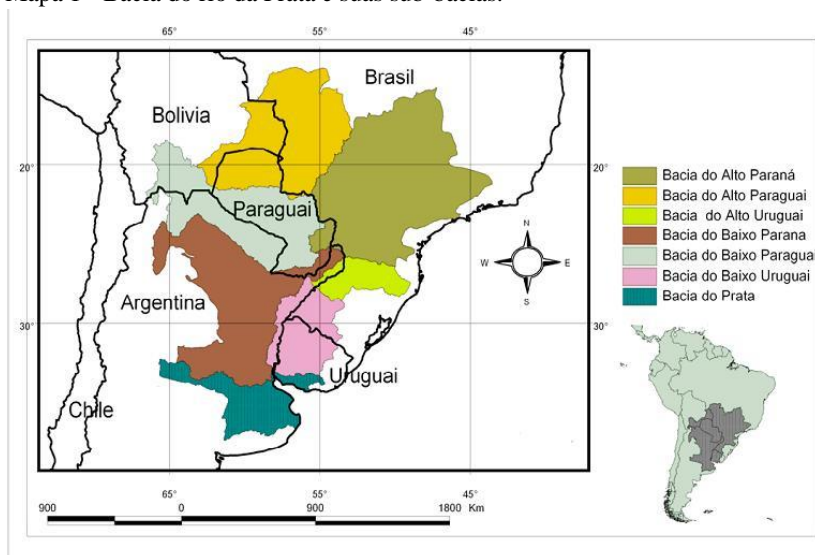 Mapa 1 - Bacia do rio da Prata e suas sub-bacias.
65° 55° 45°
Brasil
Bolivia
20° 20°
Paraguai
Argentina
30° 30°
Uruguai
Chile
65° 55° 45°
900 0 900 1800 Km
Bacia do Alto Paraná
Bacia do Alto Paraguai
Bacia do Alto Uruguai
Bacia do Baixo Parana
Bacia do Baixo Paraguai
Bacia do Baixo Uruguai
Bacia do Prata
N
W E
S